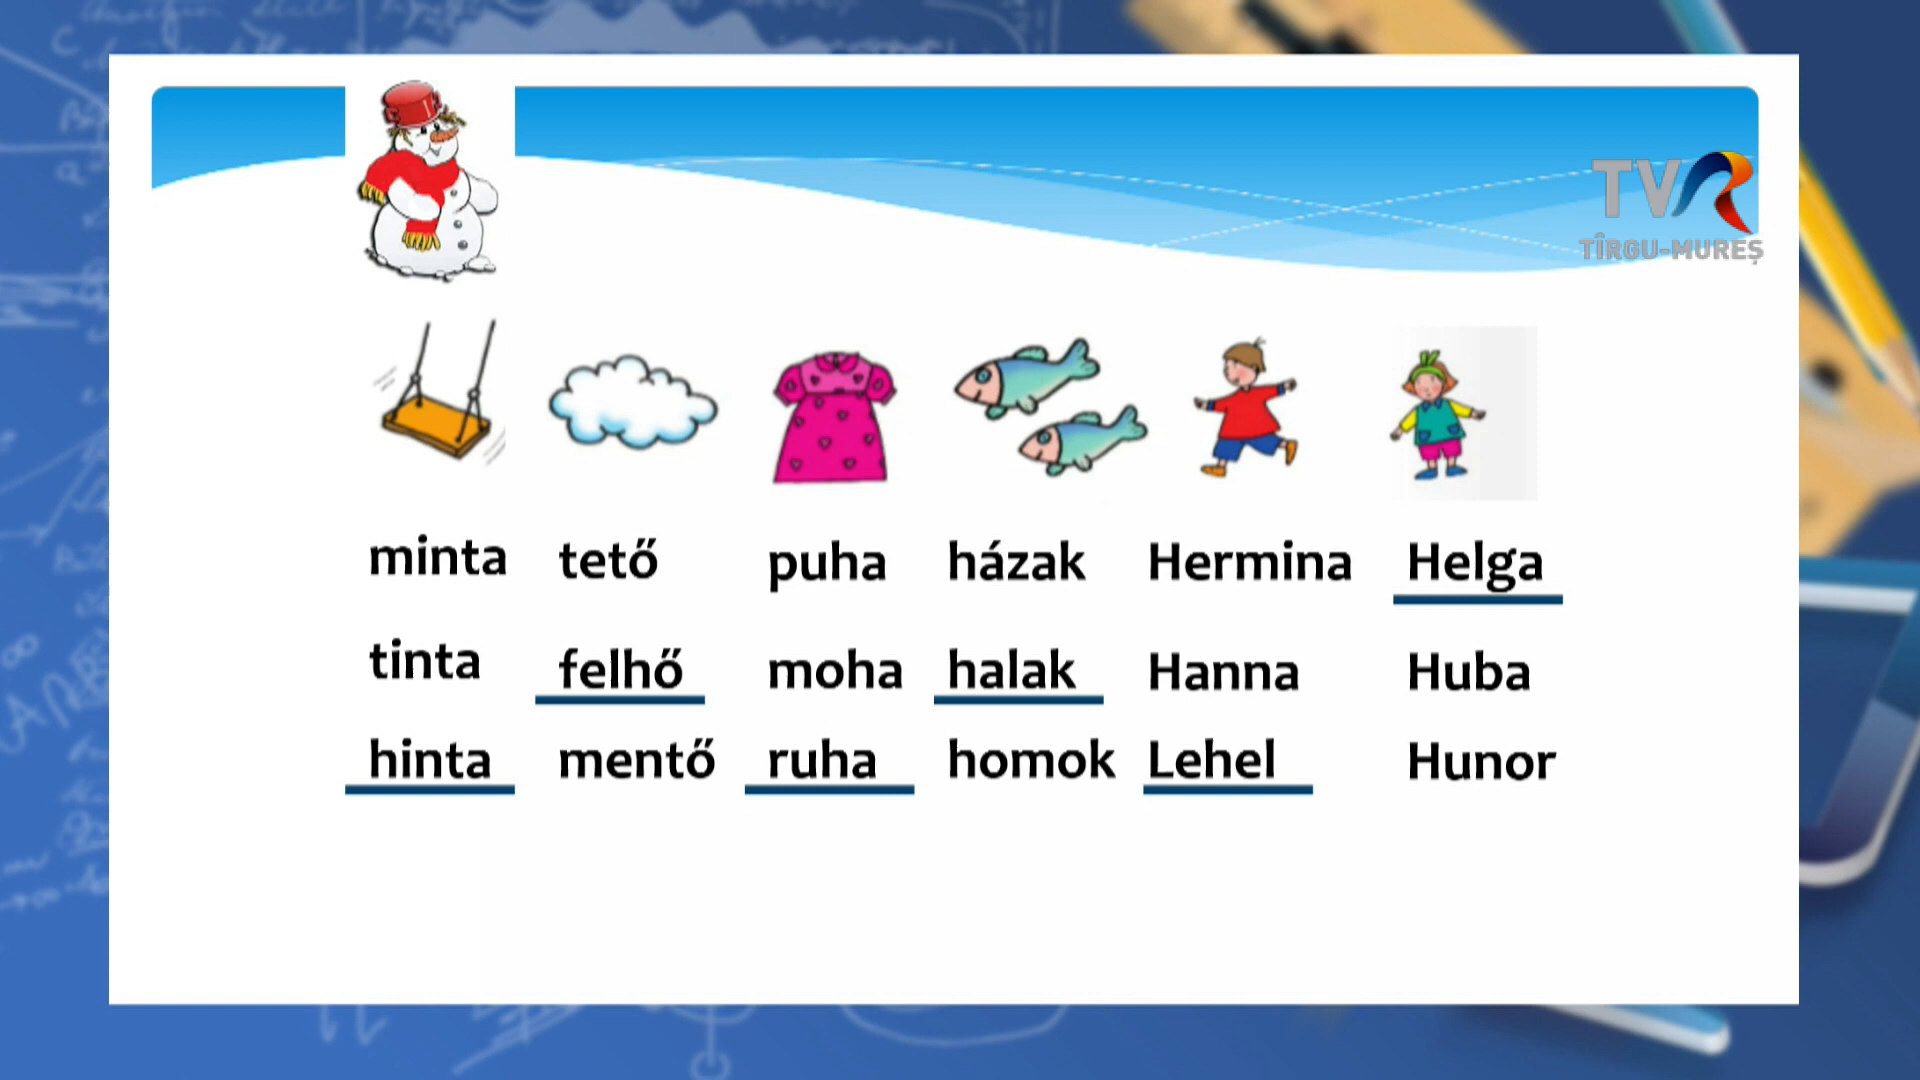 TVR
TÎRGU-MUREȘ
minta tető puha házak Hermina Helga
tinta felhő moha halak Hanna Huba
hinta mentő ruha homok Lehel Hunor